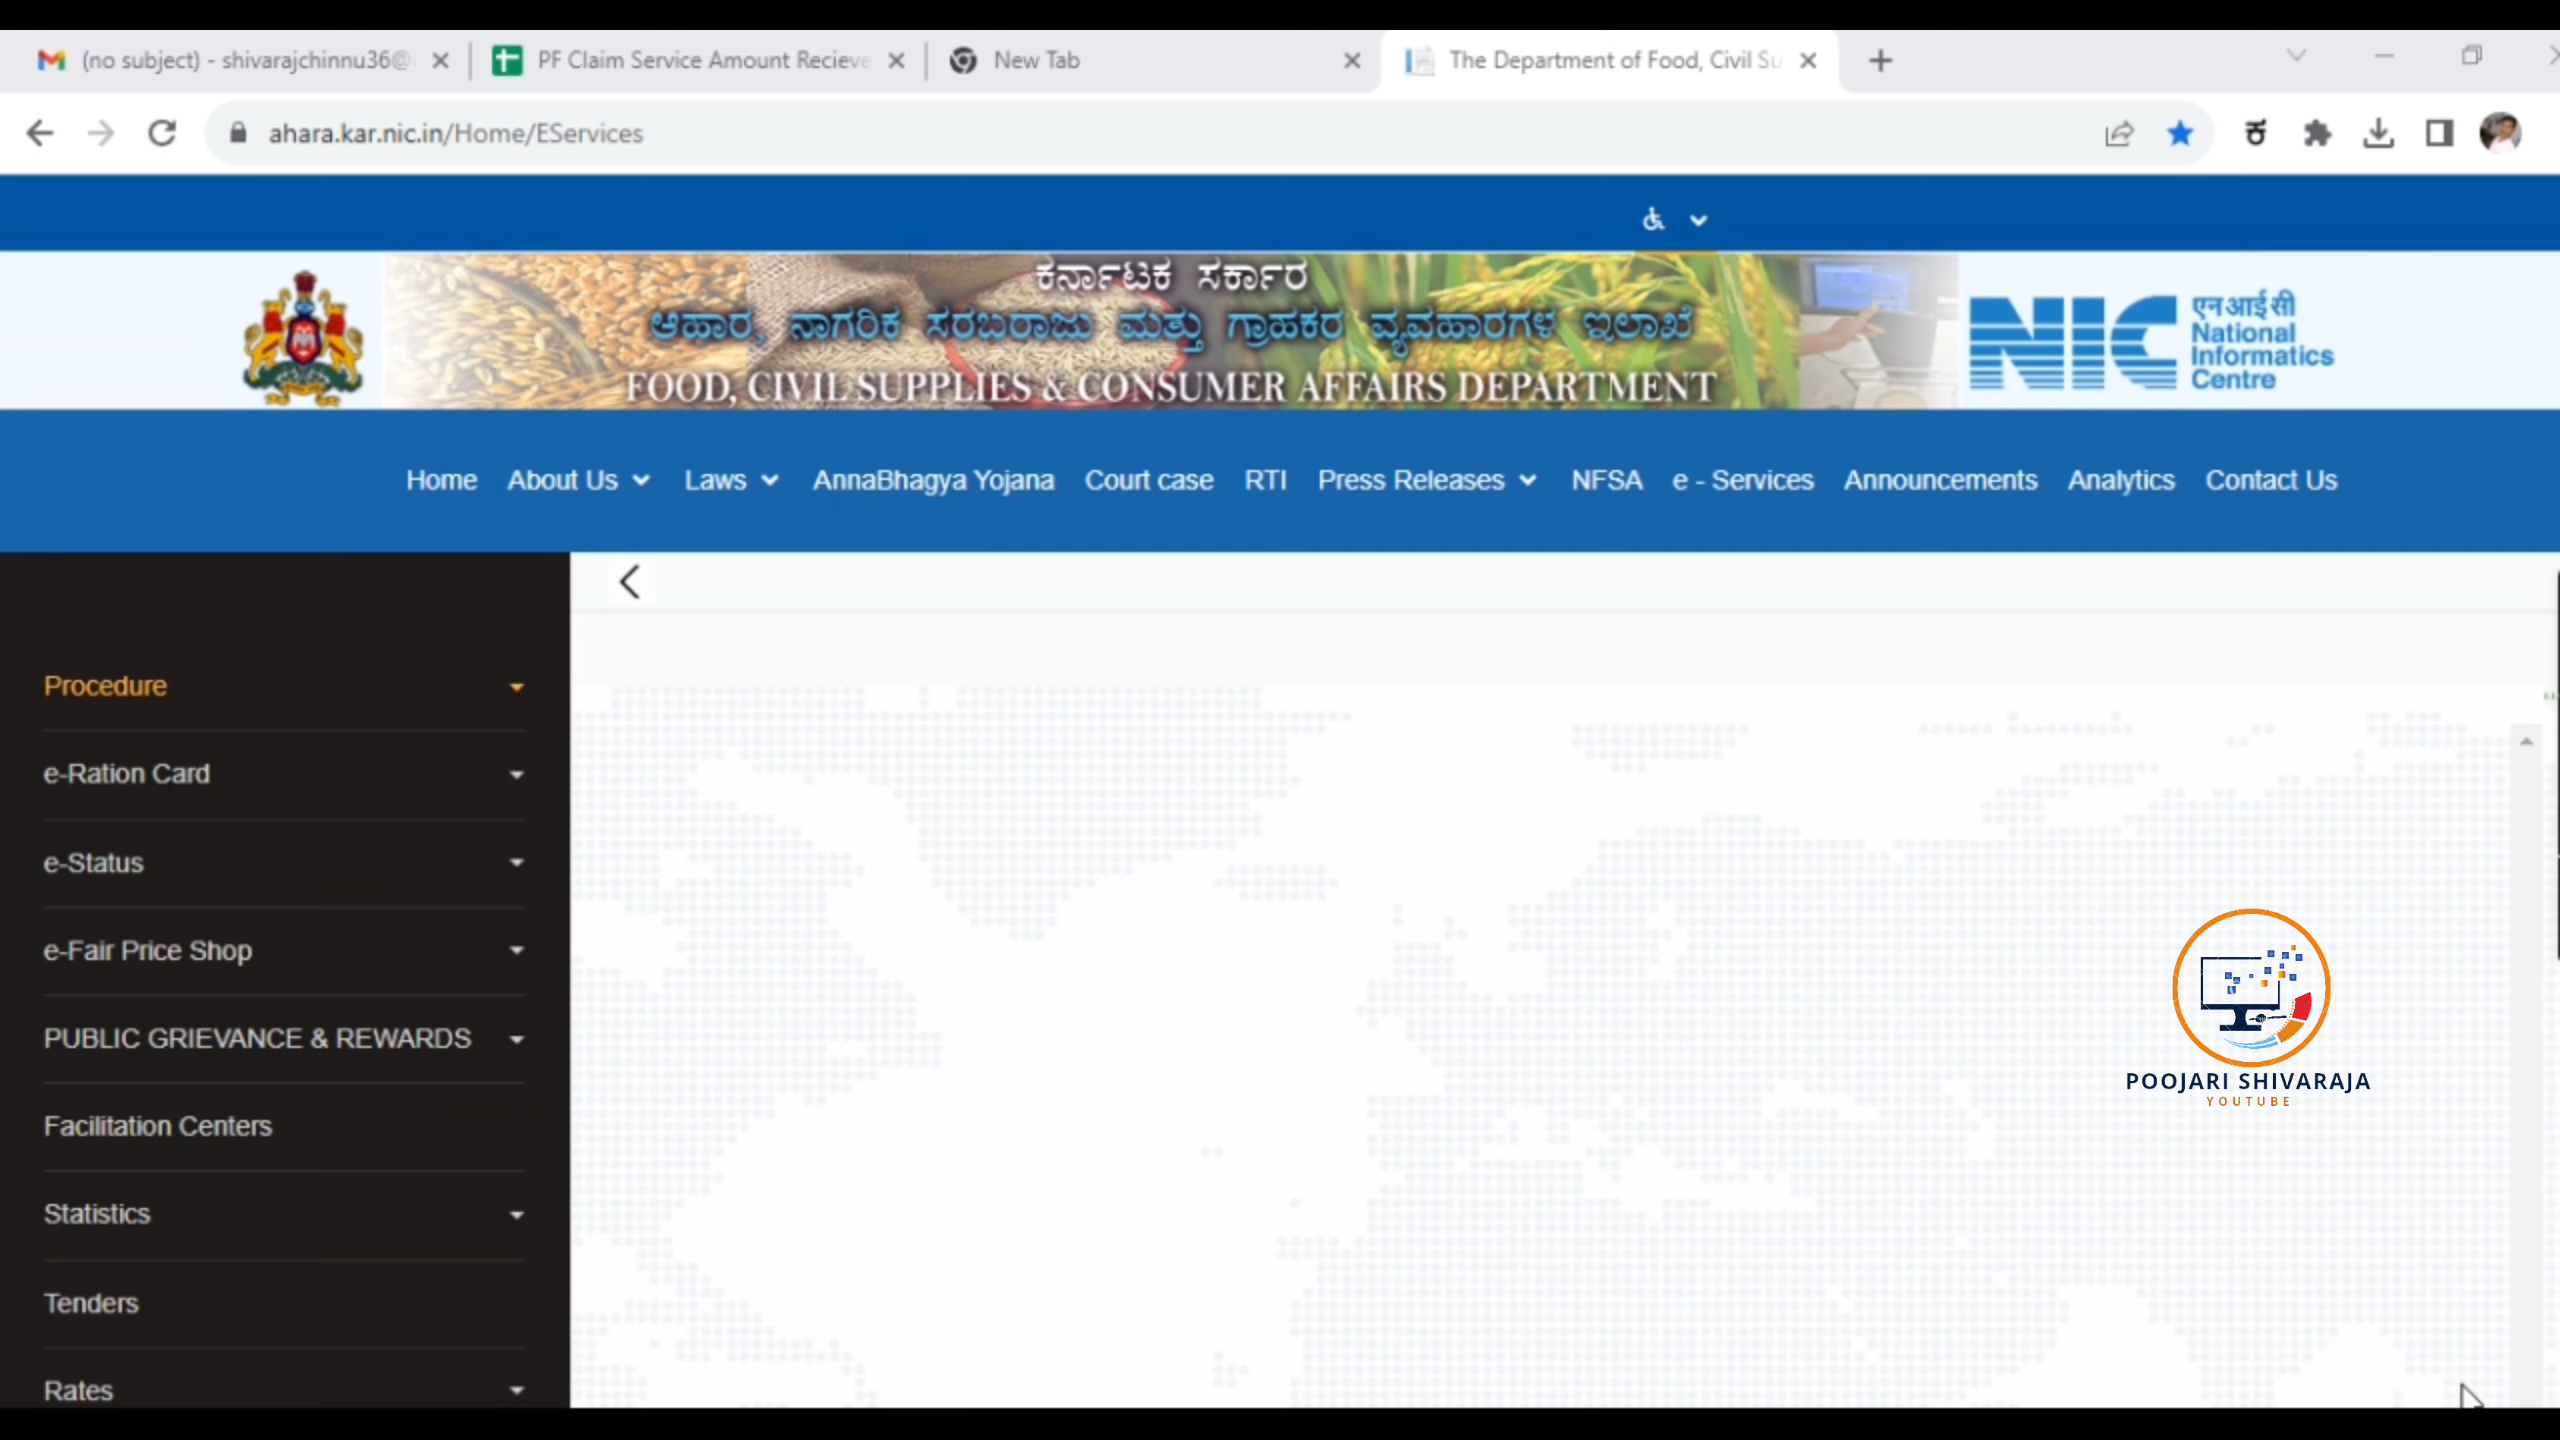 (no subject) - shivarajchinnu36@
PF Claim Service Amount Recieve
New Tab
The Department of Food, Civil Su
ahara.kar.nic.in/Home/EServices
ಕ
ಕರ್ನಾಟಕ ಸರ್ಕಾರ
ಆಹಾರ, ನಾಗರಿಕ ಸರಬರಾಜು ಮತ್ತು ಗ್ರಾಹಕರ ವ್ಯವಹಾರಗಳ ಇಲಾಖೆ
FOOD, CIVIL SUPPLIES & CONSUMER AFFAIRS DEPARTMENT
NIC
एन आई सी
National
Informatics
Centre
Home About Us Laws AnnaBhagya Yojana Court case RTI Press Releases NFSA e - Services Announcements Analytics Contact Us
Procedure
e-Ration Card
e-Status
e-Fair Price Shop
PUBLIC GRIEVANCE & REWARDS
Facilitation Centers
Statistics
Tenders
Rates
POOJARI SHIVARAJA
YOUTUBE